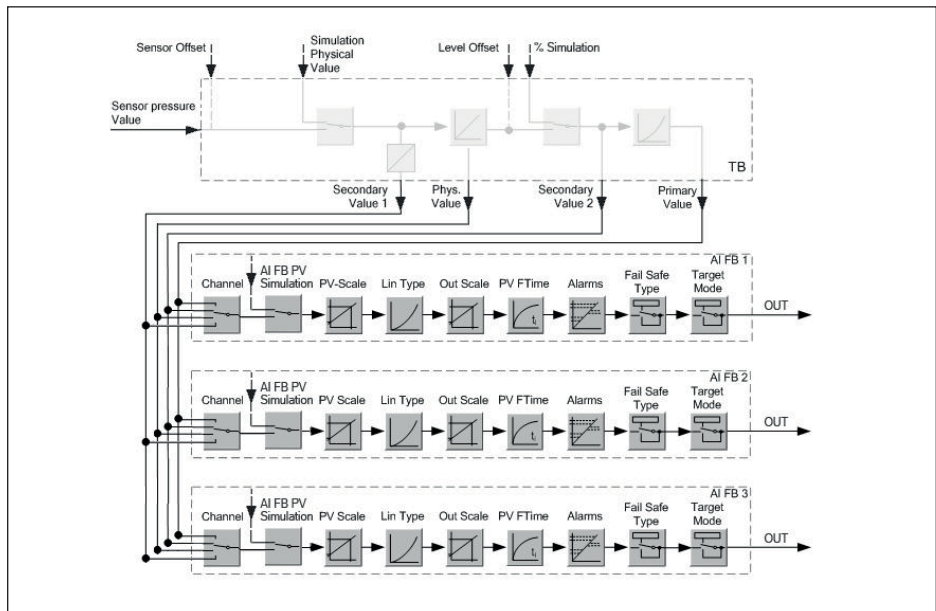 Sensor Offset
Simulation
Physical
Value
Level Offset
% Simulation
Sensor pressure
Value
TB
Secondary
Value 1
Phys.
Value
Secondary
Value 2
Primary
Value
AI FB 1
Channel
AI FB PV
Simulation
PV-Scale
Lin Type
Out Scale
PV FTime
Alarms
Fail Safe
Type
Target
Mode
OUT
t
AI FB 2
Channel
AI FB PV
Simulation
PV Scale
Lin Type
Out Scale
PV FTime
Alarms
Fail Safe
Type
Target
Mode
OUT
t
AI FB 3
Channel
AI FB PV
Simulation
PV Scale
Lin Type
Out Scale
PV FTime
Alarms
Fail Safe
Type
Target
Mode
OUT
t